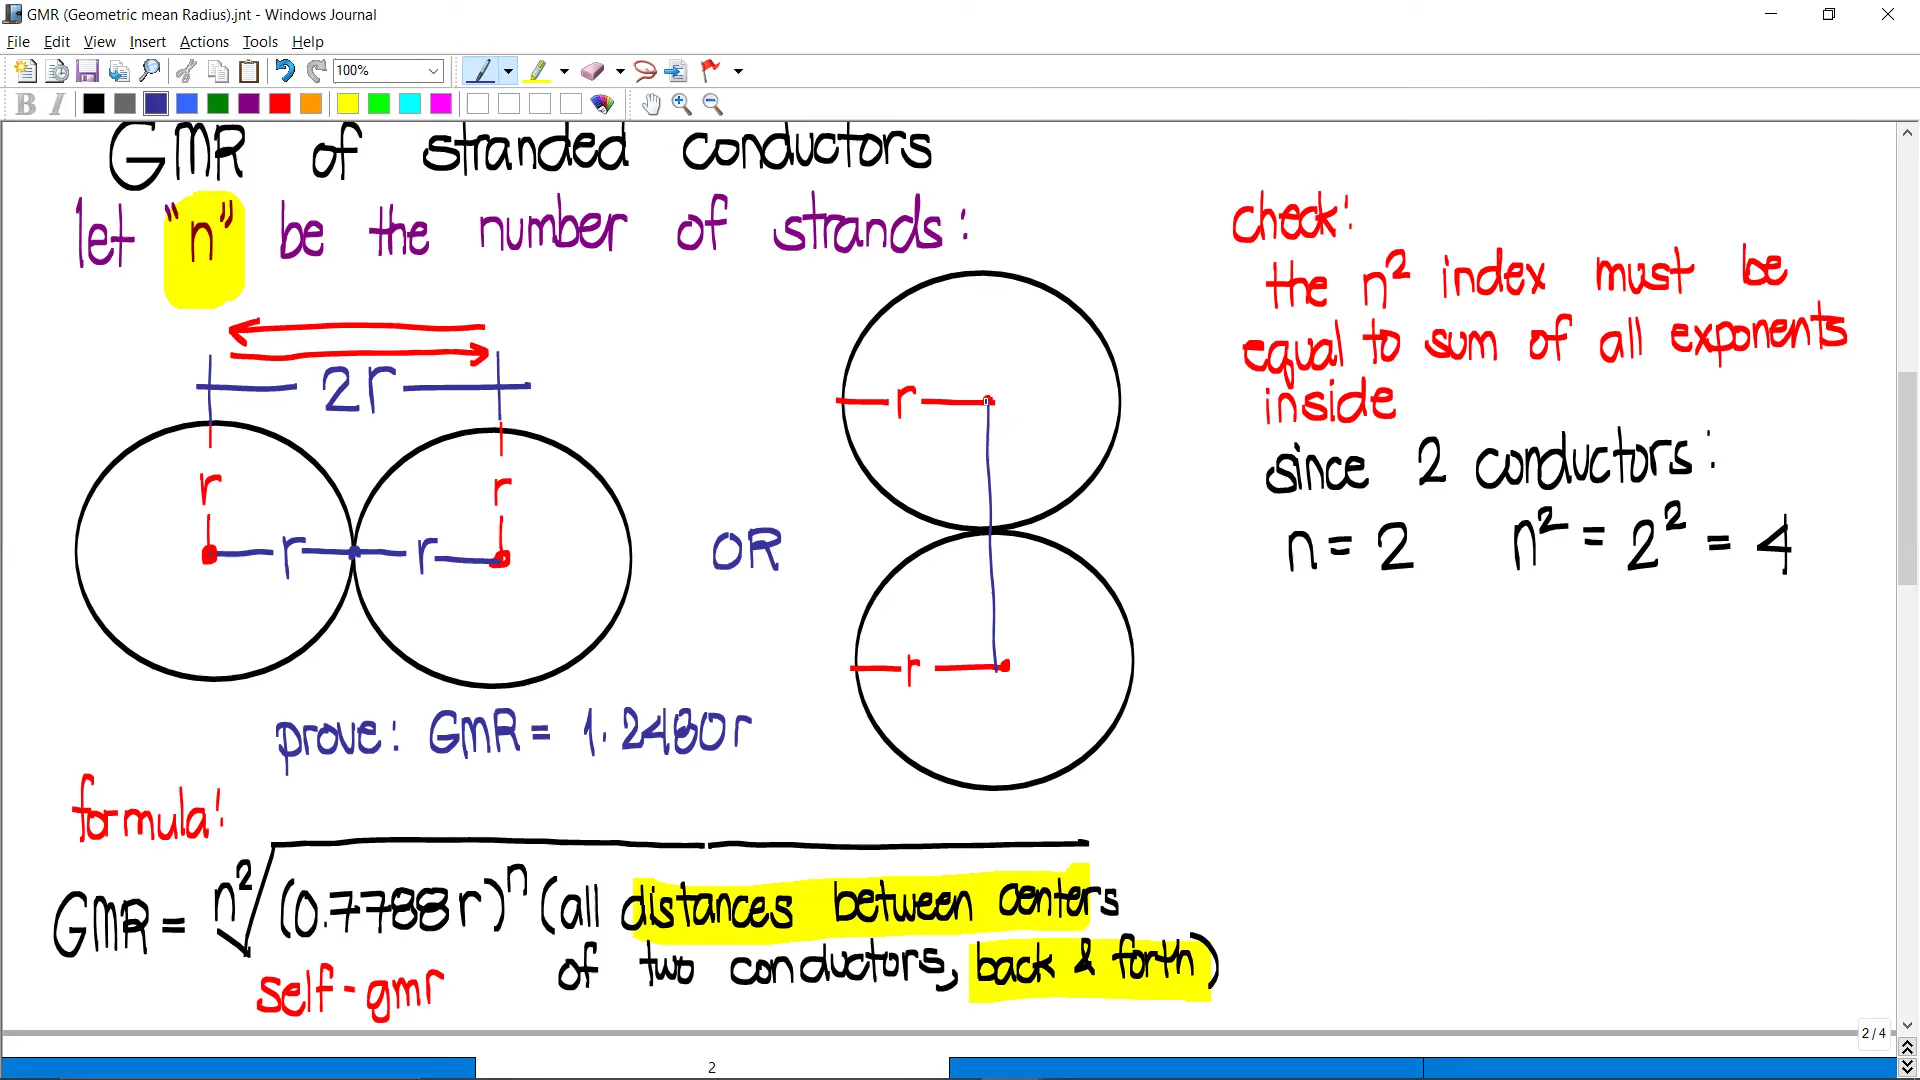 GMR (Geometric mean Radius).jnt - Windows Journal
File Edit View Insert Actions Tools Help
100%
B I
GMR of stranded conductors
let "n" be the number of strands:
2r
r r
r r
OR
r
r
prove: GMR = 1.2480r
formula:
GMR = n²√(0.7788r)ⁿ (all distances between centers
of two conductors, back & forth)
self-gmr
check:
the n² index must be
equal to sum of all exponents
inside
since 2 conductors:
n = 2 n² = 2² = 4
2 / 4
2